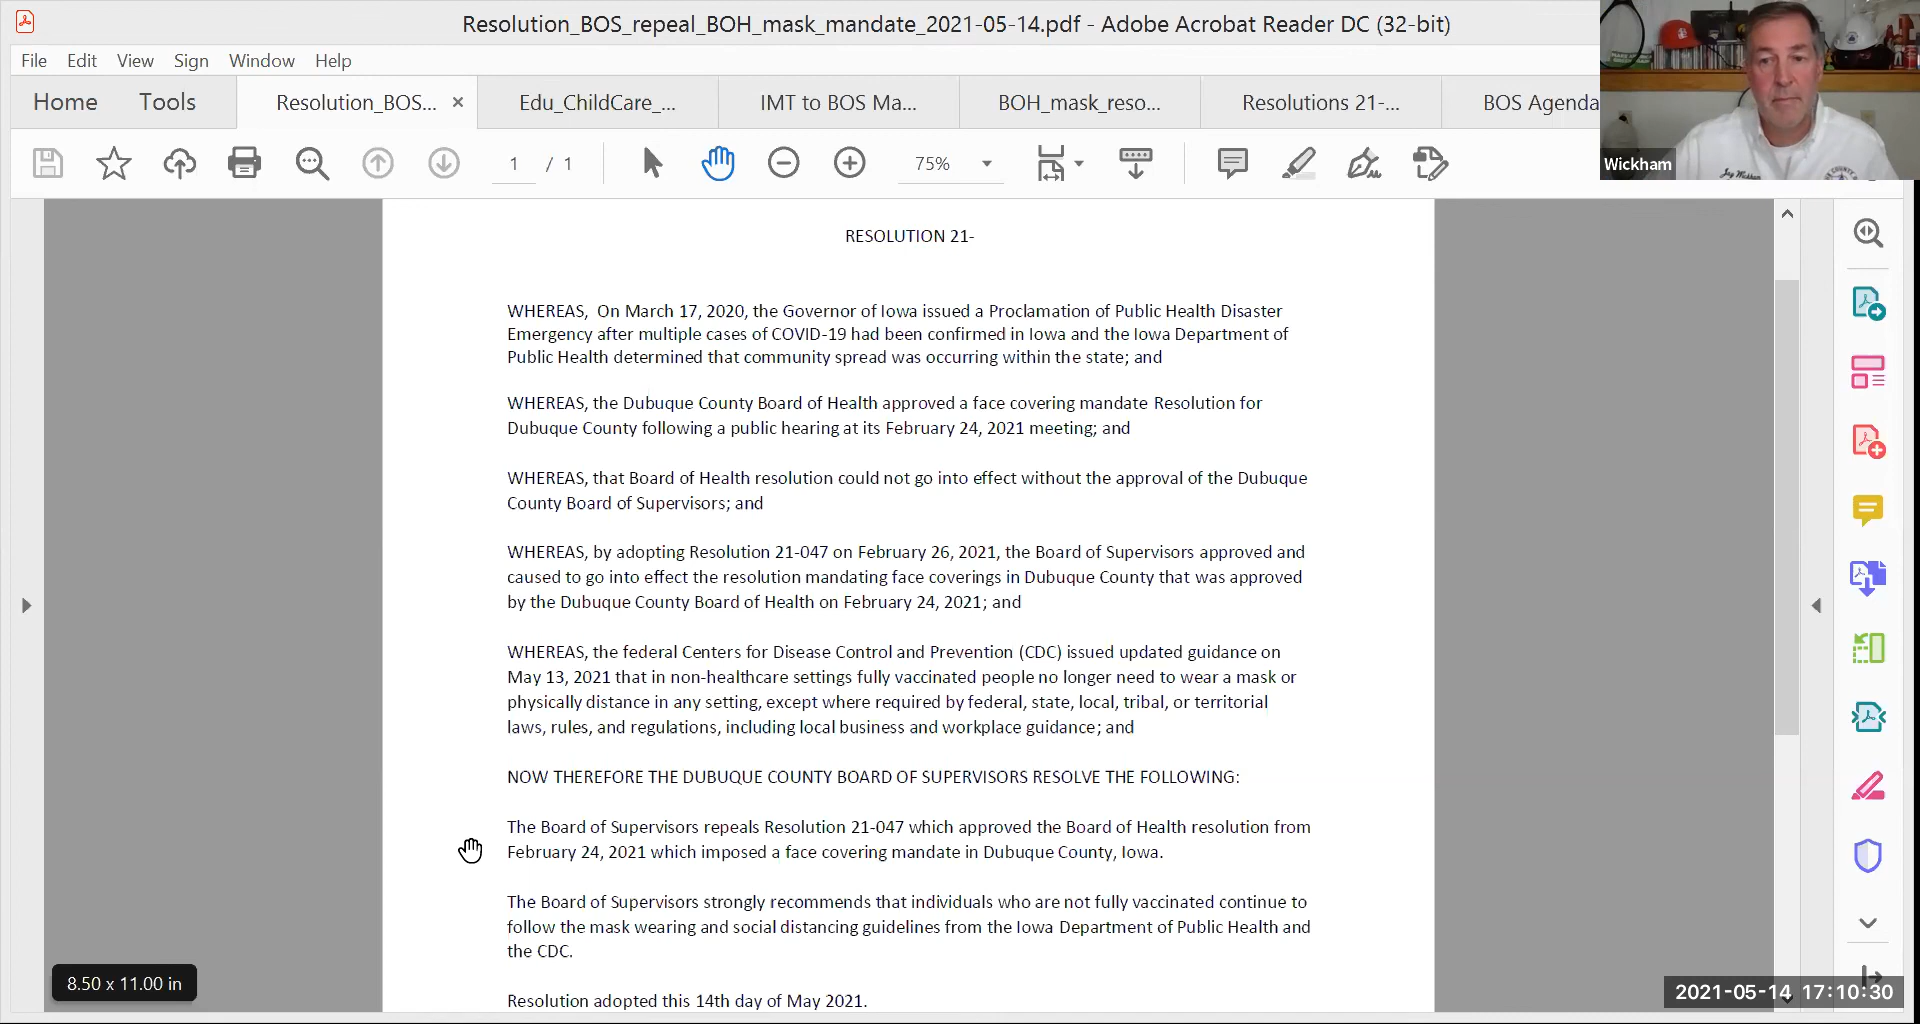 Resolution_BOS_repeal_BOH_mask_mandate_2021-05-14.pdf - Adobe Acrobat Reader DC (32-bit)
File Edit View Sign Window Help
Home Tools Resolution_BOS... × Edu_ChildCare_... IMT to BOS Ma... BOH_mask_reso... Resolutions 21-... BOS Agenda
1 / 1 75%
Wickham
RESOLUTION 21-
WHEREAS, On March 17, 2020, the Governor of Iowa issued a Proclamation of Public Health Disaster
Emergency after multiple cases of COVID-19 had been confirmed in Iowa and the Iowa Department of
Public Health determined that community spread was occurring within the state; and
WHEREAS, the Dubuque County Board of Health approved a face covering mandate Resolution for
Dubuque County following a public hearing at its February 24, 2021 meeting; and
WHEREAS, that Board of Health resolution could not go into effect without the approval of the Dubuque
County Board of Supervisors; and
WHEREAS, by adopting Resolution 21-047 on February 26, 2021, the Board of Supervisors approved and
caused to go into effect the resolution mandating face coverings in Dubuque County that was approved
by the Dubuque County Board of Health on February 24, 2021; and
WHEREAS, the federal Centers for Disease Control and Prevention (CDC) issued updated guidance on
May 13, 2021 that in non-healthcare settings fully vaccinated people no longer need to wear a mask or
physically distance in any setting, except where required by federal, state, local, tribal, or territorial
laws, rules, and regulations, including local business and workplace guidance; and
NOW THEREFORE THE DUBUQUE COUNTY BOARD OF SUPERVISORS RESOLVE THE FOLLOWING:
The Board of Supervisors repeals Resolution 21-047 which approved the Board of Health resolution from
February 24, 2021 which imposed a face covering mandate in Dubuque County, Iowa.
The Board of Supervisors strongly recommends that individuals who are not fully vaccinated continue to
follow the mask wearing and social distancing guidelines from the Iowa Department of Public Health and
the CDC.
Resolution adopted this 14th day of May 2021.
8.50 x 11.00 in
2021-05-14 17:10:30